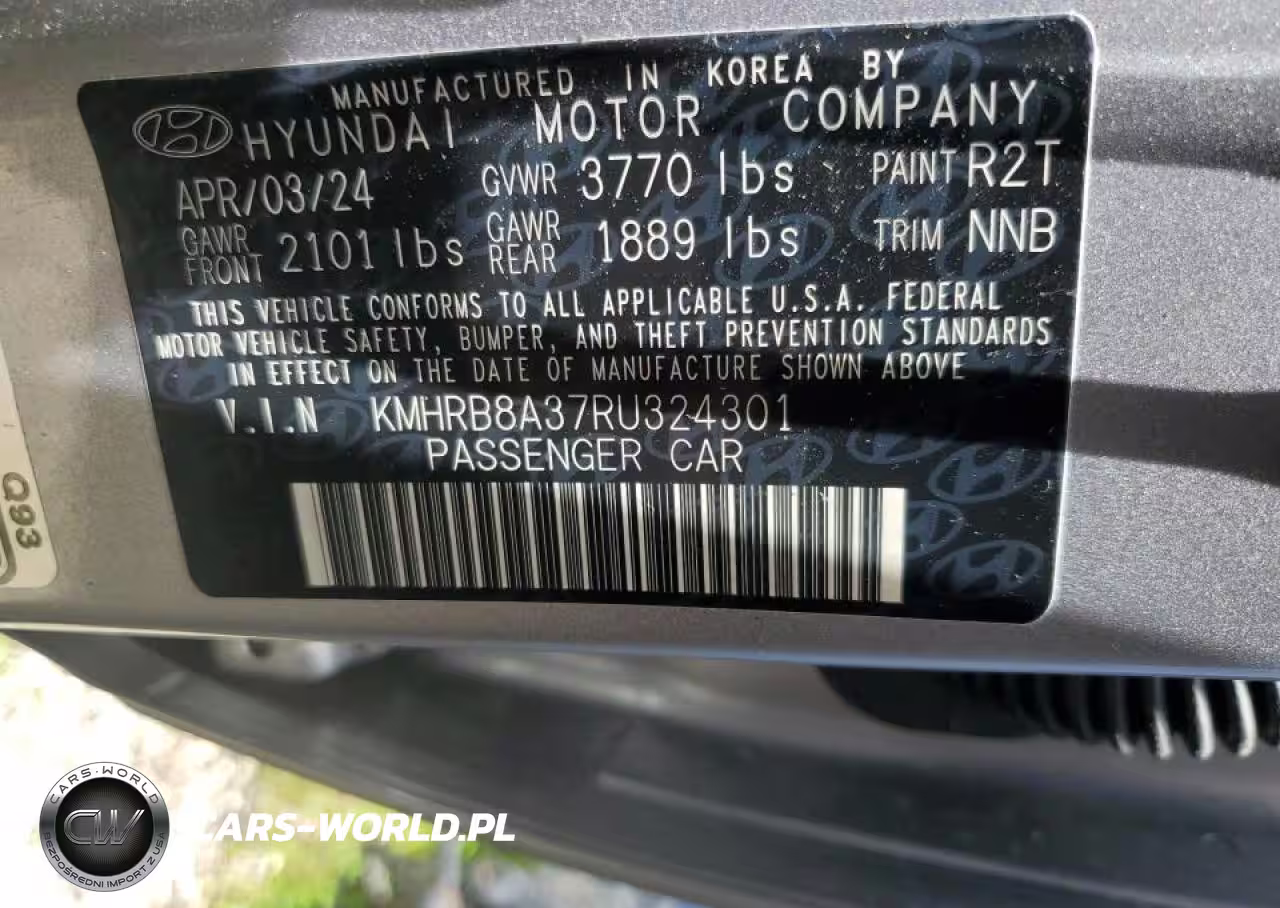 MANUFACTURED IN KOREA BY
HYUNDAI MOTOR COMPANY
APR/03/24 GVWR 3770 lbs PAINT R2T
GAWR FRONT 2101 lbs GAWR REAR 1889 lbs TRIM NNB
THIS VEHICLE CONFORMS TO ALL APPLICABLE U.S.A. FEDERAL
MOTOR VEHICLE SAFETY, BUMPER, AND THEFT PREVENTION STANDARDS
IN EFFECT ON THE DATE OF MANUFACTURE SHOWN ABOVE
V.I.N KMHRB8A37RU324301
PASSENGER CAR
Q93
CARS-WORLD
CW
BEZPOŚREDNI IMPORT Z USA
CARS-WORLD.PL